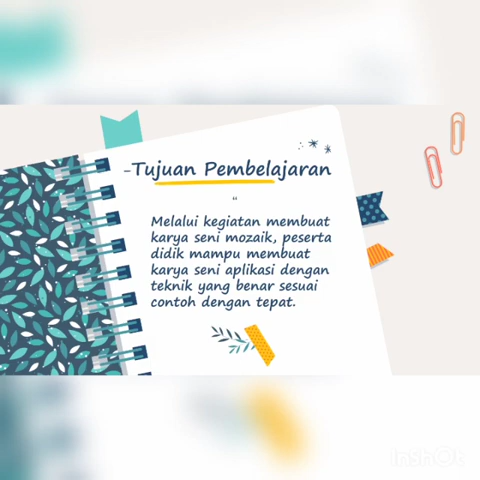 -Tujuan Pembelajaran
“
Melalui kegiatan membuat
karya seni mozaik, peserta
didik mampu membuat
karya seni aplikasi dengan
teknik yang benar sesuai
contoh dengan tepat.
InShOt